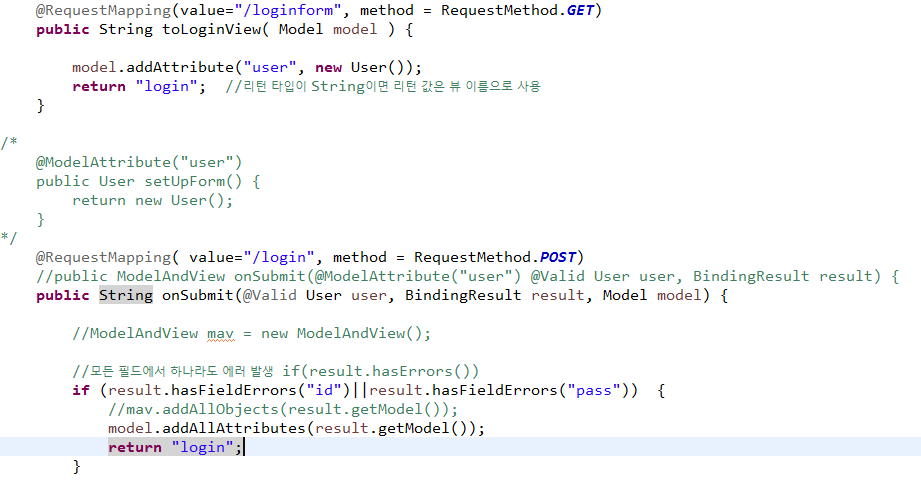 @RequestMapping(value="/loginform", method = RequestMethod.GET)
public String toLoginView( Model model ) {
model.addAttribute("user", new User());
return "login";  //리턴 타입이 String이면 리턴 값은 뷰 이름으로 사용
}
/*
@ModelAttribute("user")
public User setUpForm() {
return new User();
}
*/
@RequestMapping( value="/login", method = RequestMethod.POST)
//public ModelAndView onSubmit(@ModelAttribute("user") @Valid User user, BindingResult result) {
public String onSubmit(@Valid User user, BindingResult result, Model model) {
//ModelAndView mav = new ModelAndView();
//모든 필드에서 하나라도 에러 발생 if(result.hasErrors())
if (result.hasFieldErrors("id")||result.hasFieldErrors("pass"))  {
//mav.addAllObjects(result.getModel());
model.addAllAttributes(result.getModel());
return "login";
}